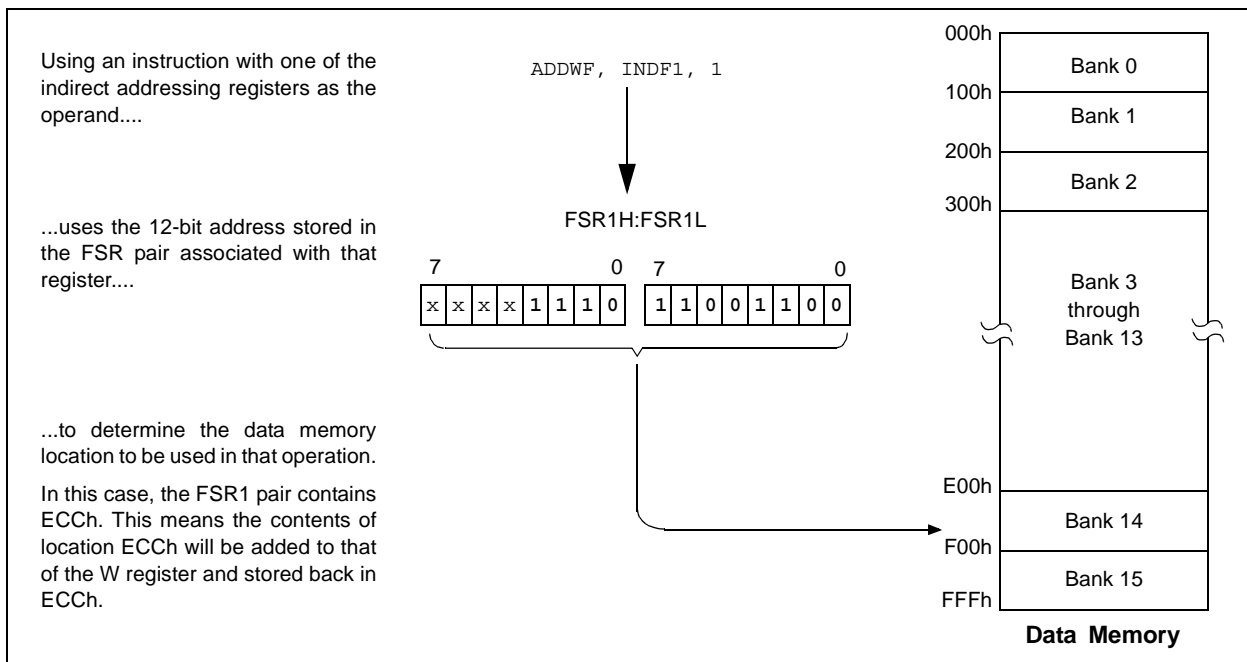 Using an instruction with one of the
indirect addressing registers as the
operand....
ADDWF, INDF1, 1
...uses the 12-bit address stored in
the FSR pair associated with that
register....
FSR1H:FSR1L
7 0 7 0
x x x x 1 1 1 0 1 1 0 0 1 1 0 0
...to determine the data memory
location to be used in that operation.
In this case, the FSR1 pair contains
ECCh. This means the contents of
location ECCh will be added to that
of the W register and stored back in
ECCh.
000h
Bank 0
100h
Bank 1
200h
Bank 2
300h
Bank 3
through
Bank 13
E00h
Bank 14
F00h
Bank 15
FFFh
Data Memory